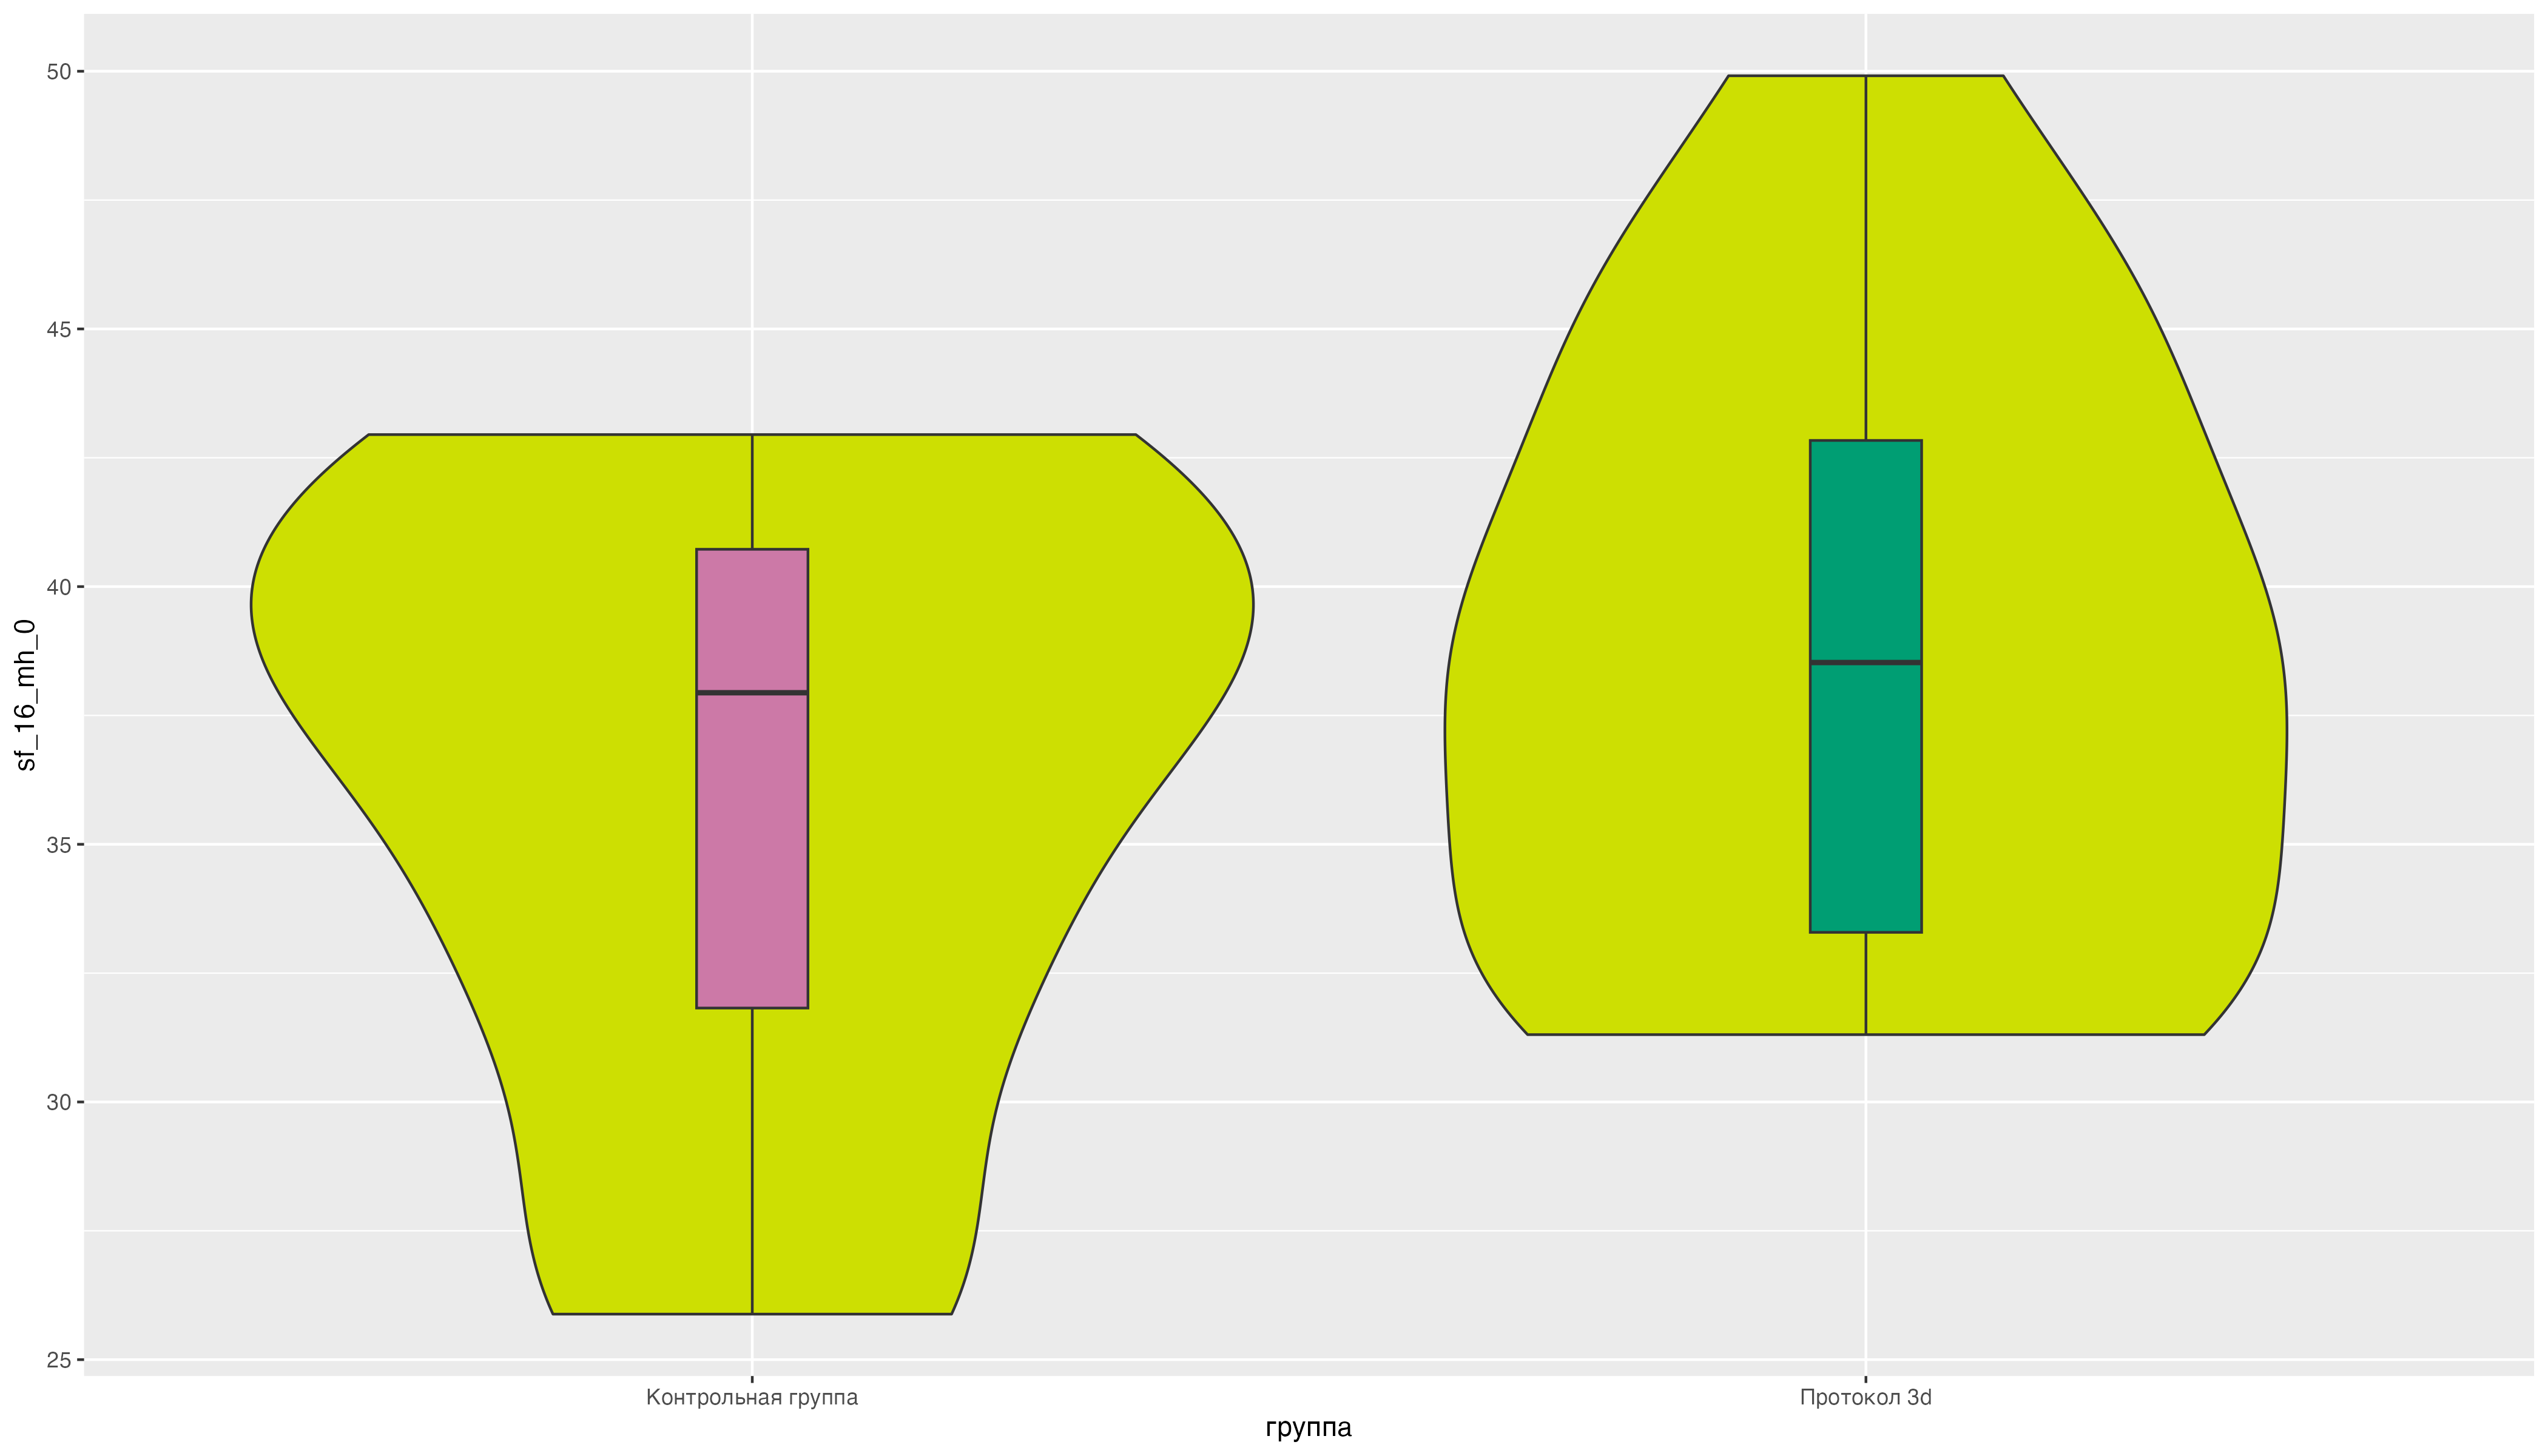 sf_16_mh_0
50
45
40
35
30
25
Контрольная группа
Протокол 3d
группа